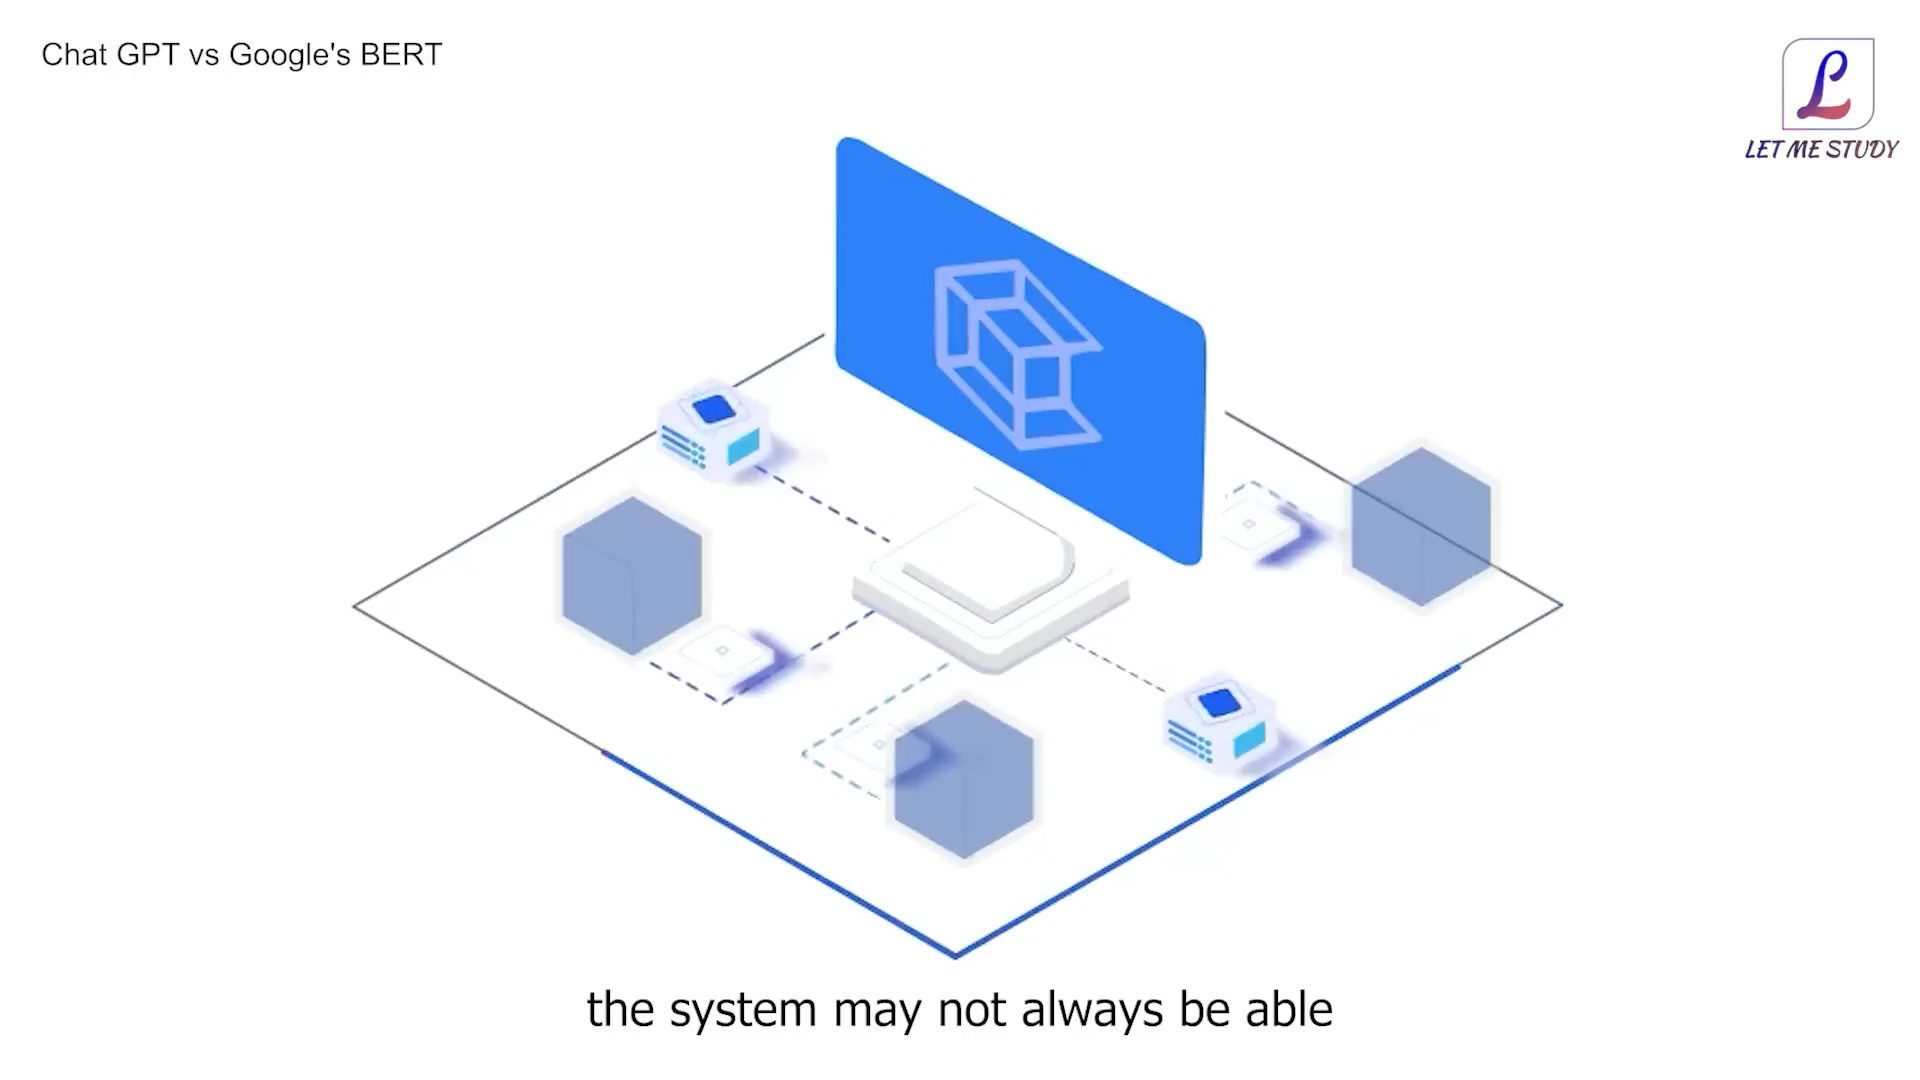 Chat GPT vs Google's BERT
L
LET ME STUDY
the system may not always be able